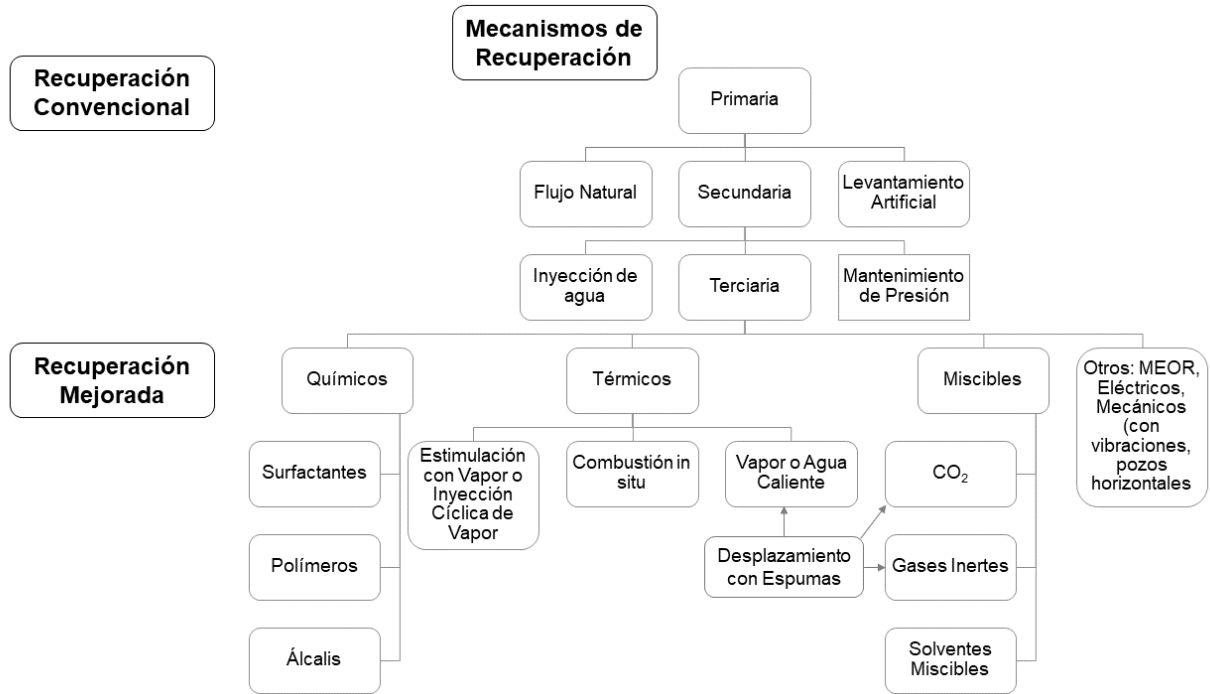 Mecanismos de
Recuperación
Recuperación
Convencional
Primaria
Flujo Natural
Secundaria
Levantamiento
Artificial
Inyección de
agua
Terciaria
Mantenimiento
de Presión
Recuperación
Mejorada
Químicos
Térmicos
Miscibles
Otros: MEOR,
Eléctricos,
Mecánicos
(con
vibraciones,
pozos
horizontales
Surfactantes
Estimulación
con Vapor o
Inyección
Cíclica de
Vapor
Combustión in
situ
Vapor o Agua
Caliente
CO₂
Polímeros
Desplazamiento
con Espumas
Gases Inertes
Álcalis
Solventes
Miscibles